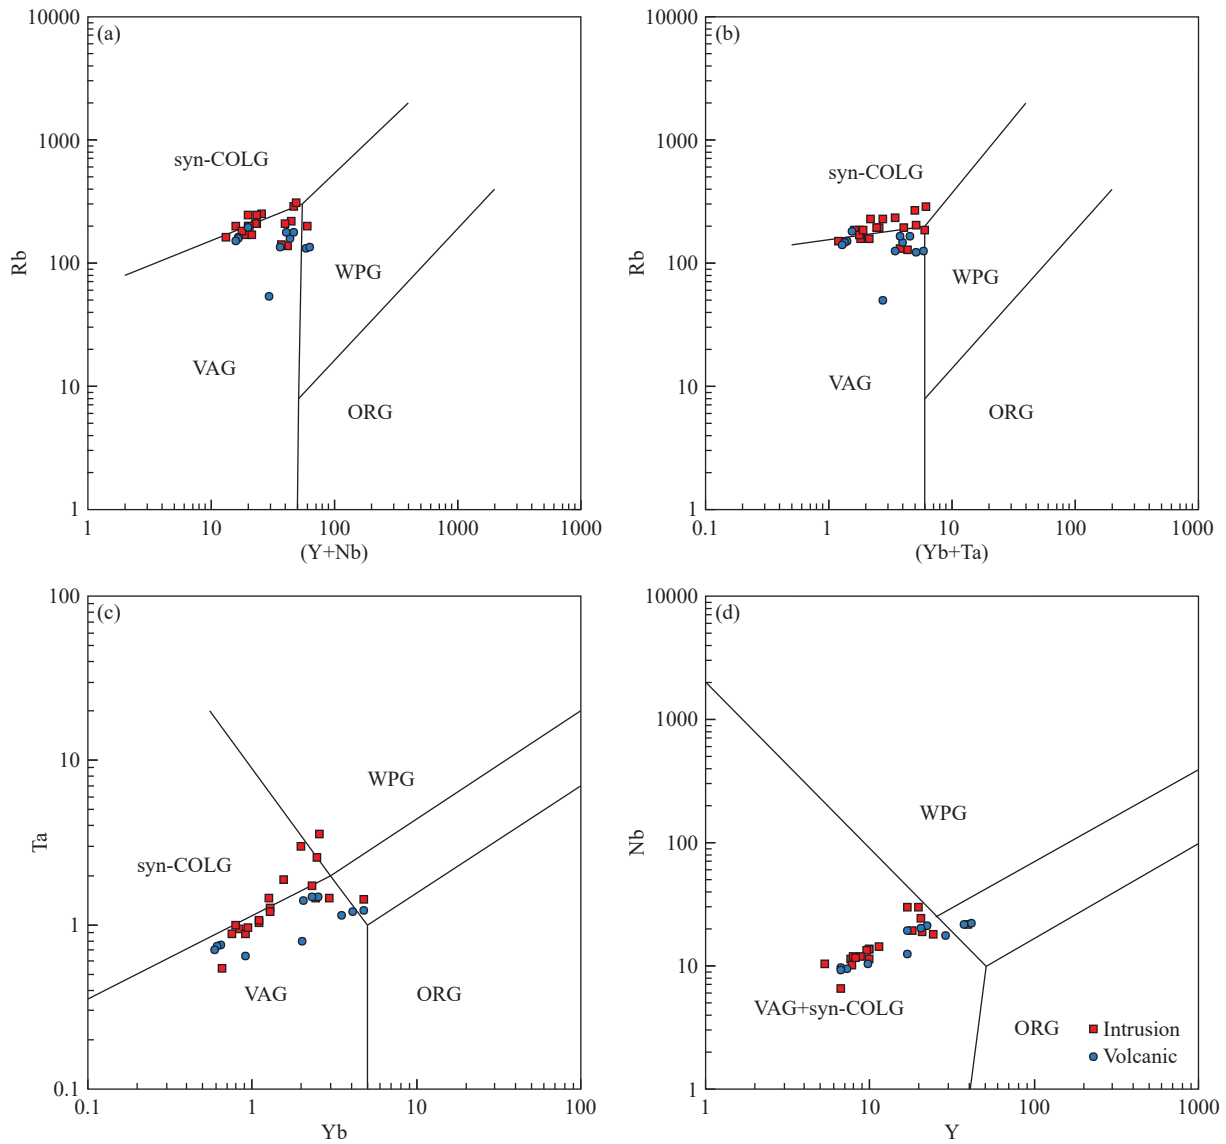 10000
(a)
1000
syn-COLG
Rb
100
WPG
VAG
10
ORG
1
1
10
100
1000
10000
(Y+Nb)
10000
(b)
1000
syn-COLG
Rb
100
WPG
VAG
10
ORG
1
0.1
1
10
100
1000
(Yb+Ta)
100
(c)
WPG
10
Ta
syn-COLG
1
VAG
ORG
0.1
0.1
1
10
100
Yb
10000
(d)
1000
WPG
Nb
100
10
VAG+syn-COLG
ORG
Intrusion
Volcanic
1
1
10
100
1000
Y